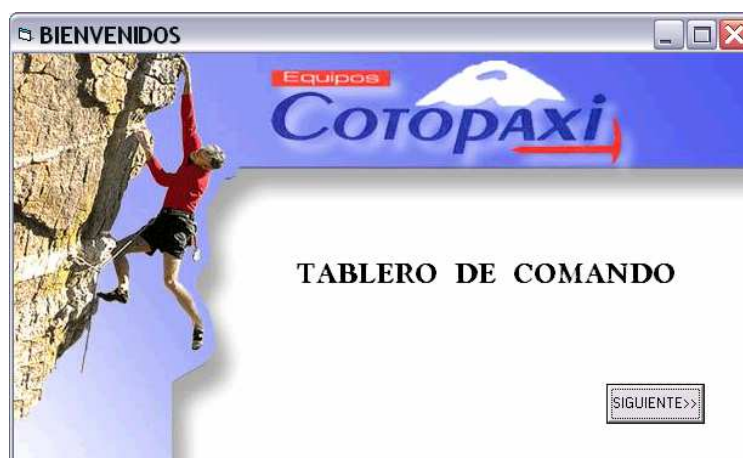 BIENVENIDOS
Equipos
COTOPAXI
TABLERO DE COMANDO
SIGUIENTE>>